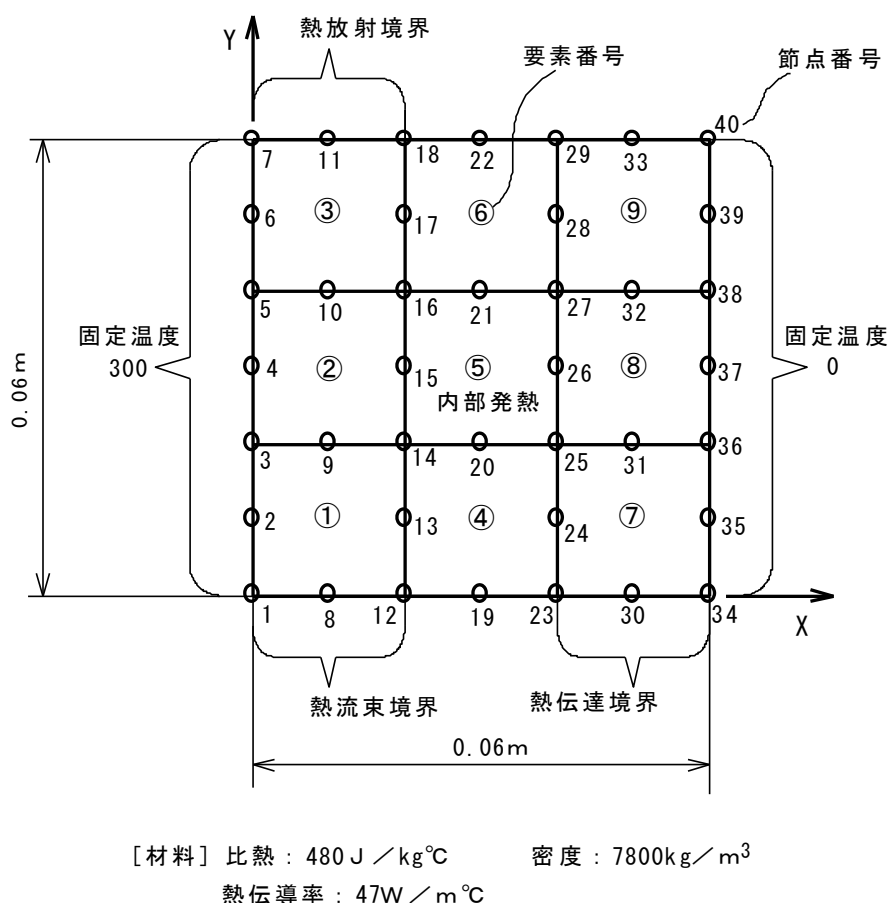 熱放射境界
Y
要素番号
節点番号
40
7 11 18 22 29 33
6 ③ 17 ⑥ 28 ⑨ 39
5 10 16 21 27 32 38
固定温度
300
固定温度
0
0.06m
4 ② 15 ⑤ 26 ⑧ 37
内部発熱
3 9 14 20 25 31 36
2 ① 13 ④ 24 ⑦ 35
1 8 12 19 23 30 34
X
熱流束境界
熱伝達境界
0.06m
[材料] 比熱:480J/kg℃ 密度:7800kg/m³
熱伝導率:47W/m℃